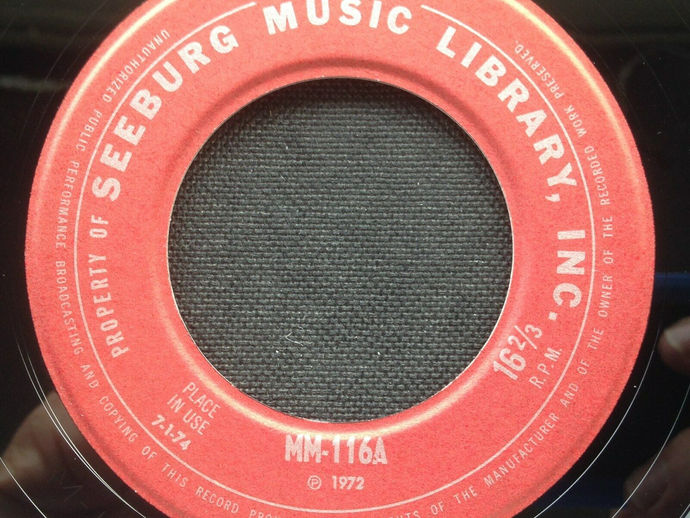 PROPERTY OF SEEBURG MUSIC LIBRARY, INC.
16 2/3
R.P.M.
PLACE
IN USE
7-1-74
MM-116A
Ⓟ 1972
UNAUTHORIZED PUBLIC PERFORMANCE BROADCASTING AND COPYING OF THIS RECORD
OF THE MANUFACTURER AND OF THE OWNER OF THE RECORDED WORK PRESERVED